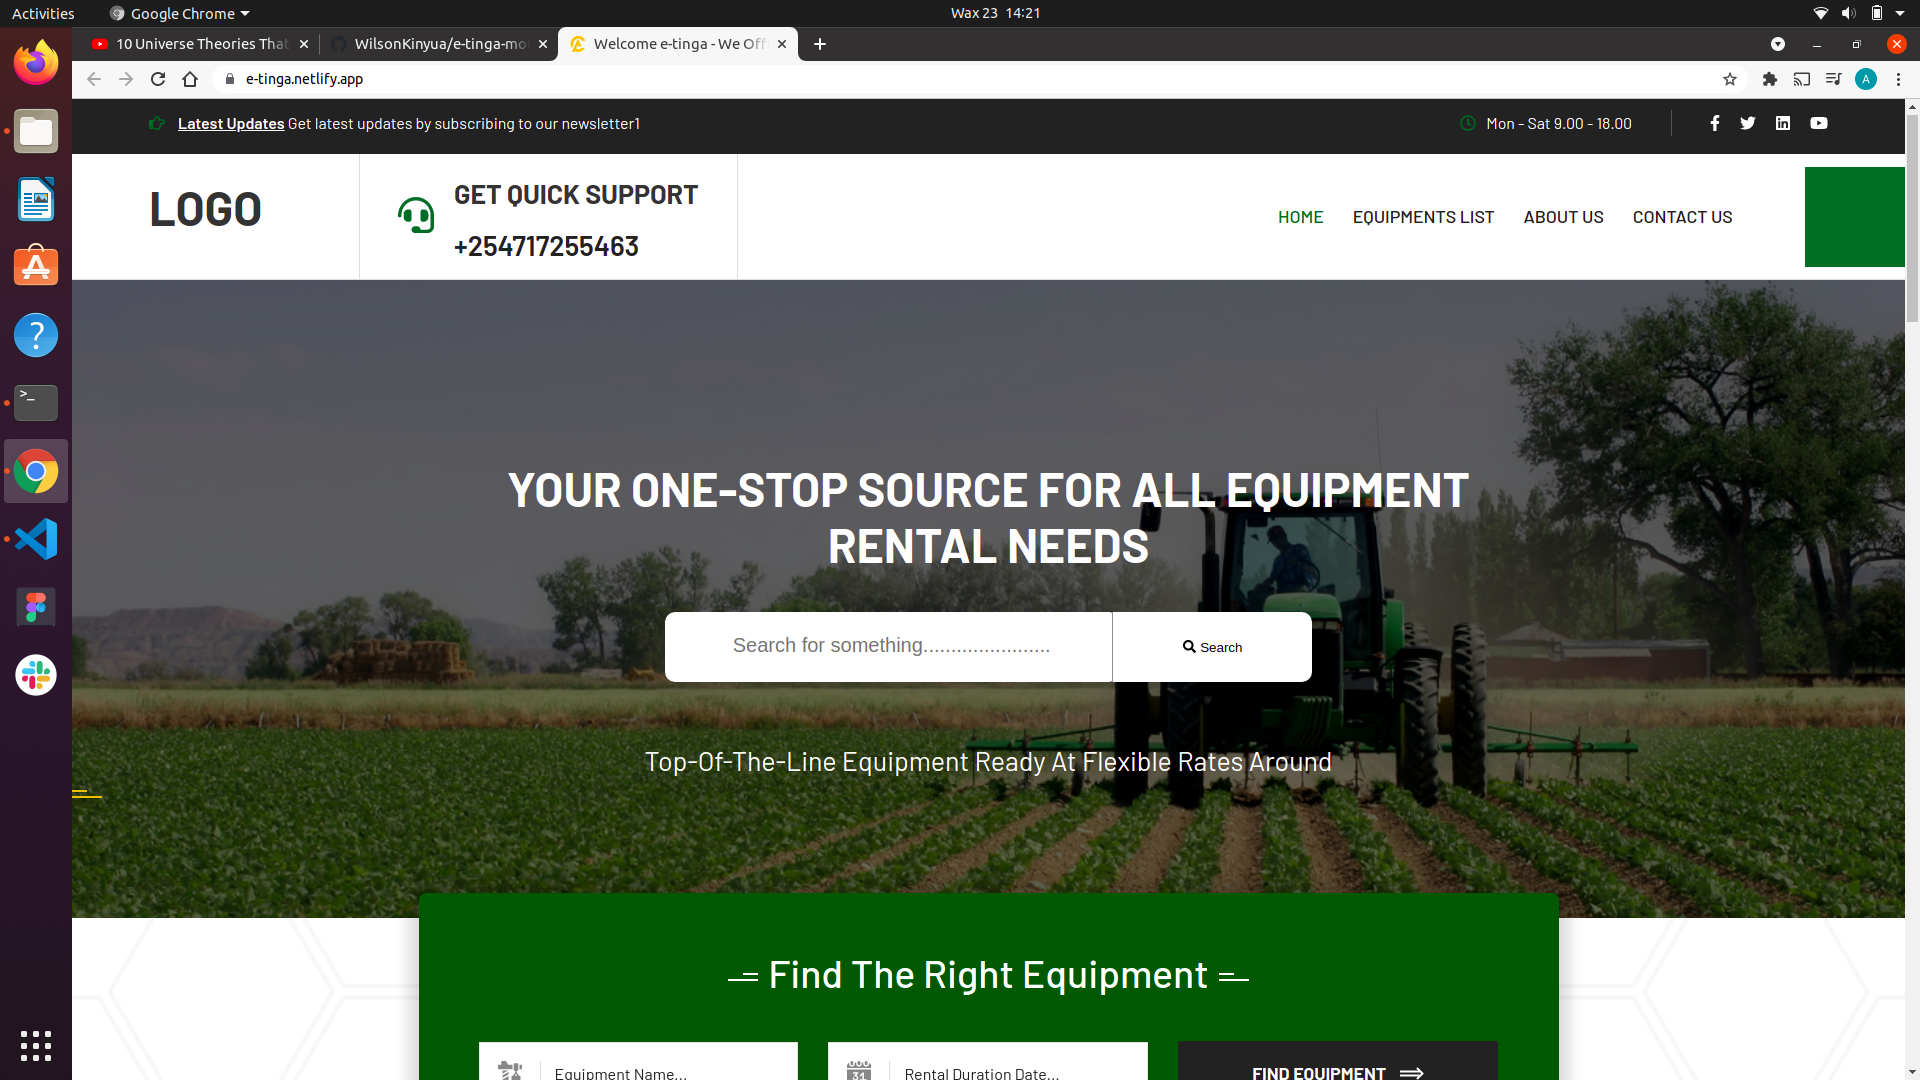 Activities
Google Chrome
Wax 23 14:21
10 Universe Theories That
WilsonKinyua/e-tinga-mo
Welcome e-tinga - We Off
e-tinga.netlify.app
A
Latest Updates Get latest updates by subscribing to our newsletter1
Mon - Sat 9.00 - 18.00
LOGO
GET QUICK SUPPORT
+254717255463
HOME
EQUIPMENTS LIST
ABOUT US
CONTACT US
YOUR ONE-STOP SOURCE FOR ALL EQUIPMENT
RENTAL NEEDS
Search for something.......................
Search
Top-Of-The-Line Equipment Ready At Flexible Rates Around
Find The Right Equipment
Equipment Name...
31
Rental Duration Date...
FIND EQUIPMENT